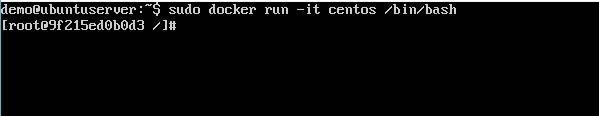 demo@ubuntuserver:~$ sudo docker run -it centos /bin/bash
[root@9f215ed0b0d3 /]#